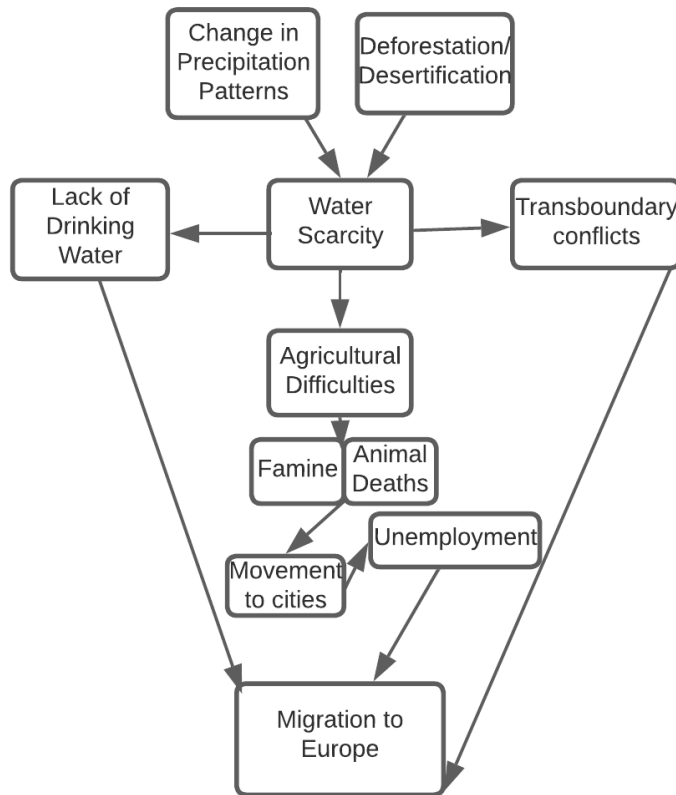 Change in
Precipitation
Patterns
Deforestation/
Desertification
Lack of
Drinking
Water
Water
Scarcity
Transboundary
conflicts
Agricultural
Difficulties
Famine
Animal
Deaths
Unemployment
Movement
to cities
Migration to
Europe